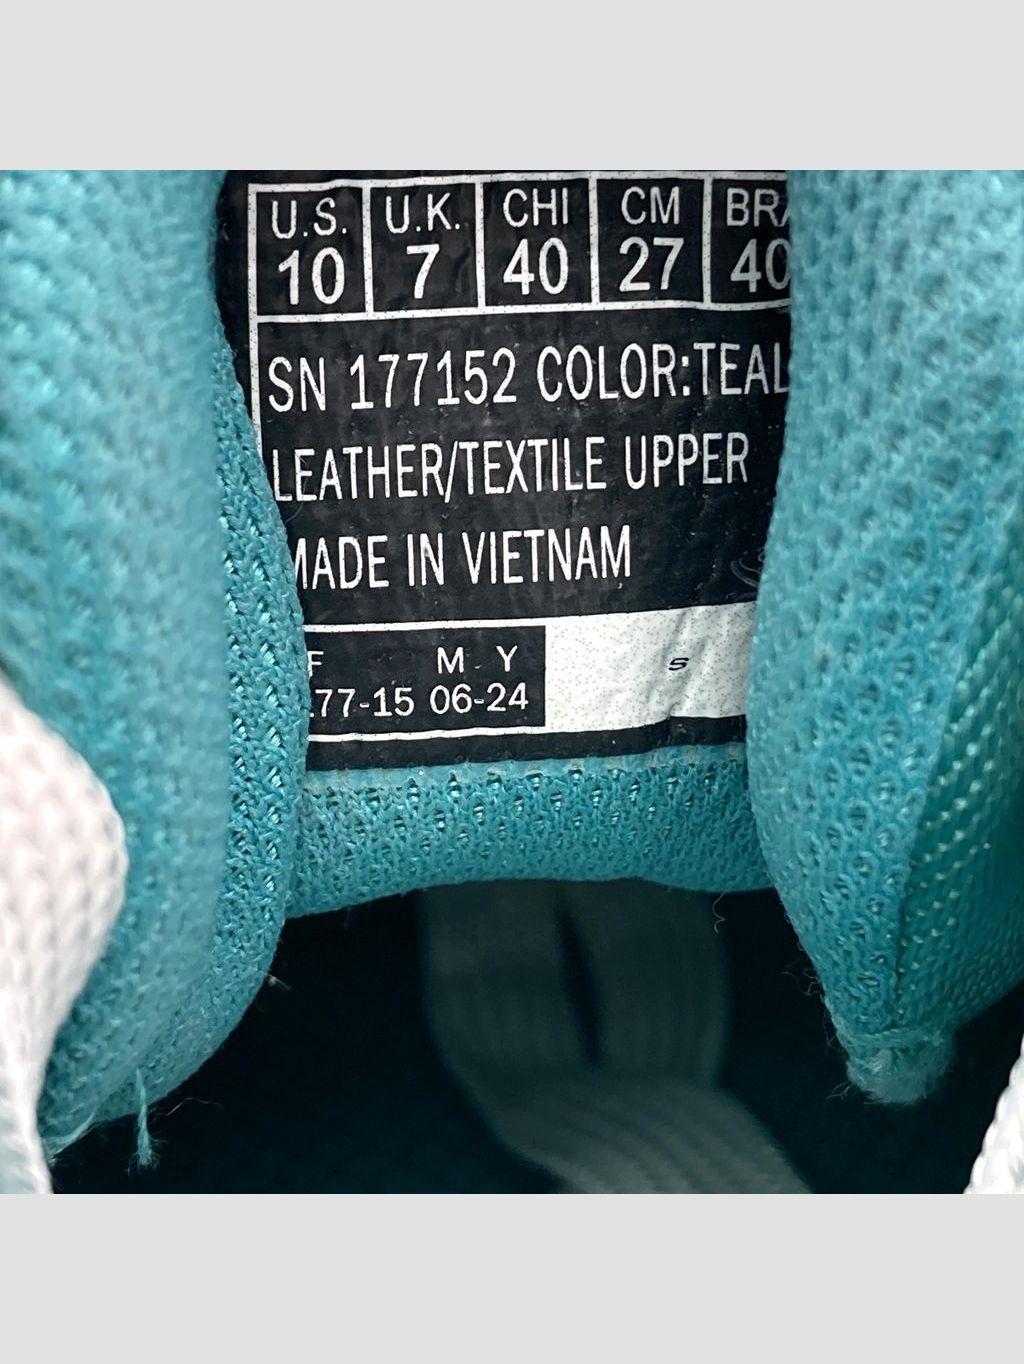 U.S. U.K. CHI CM BRA
10 7 40 27 40
SN 177152 COLOR:TEAL
LEATHER/TEXTILE UPPER
MADE IN VIETNAM
F M Y
.77-15 06-24
S